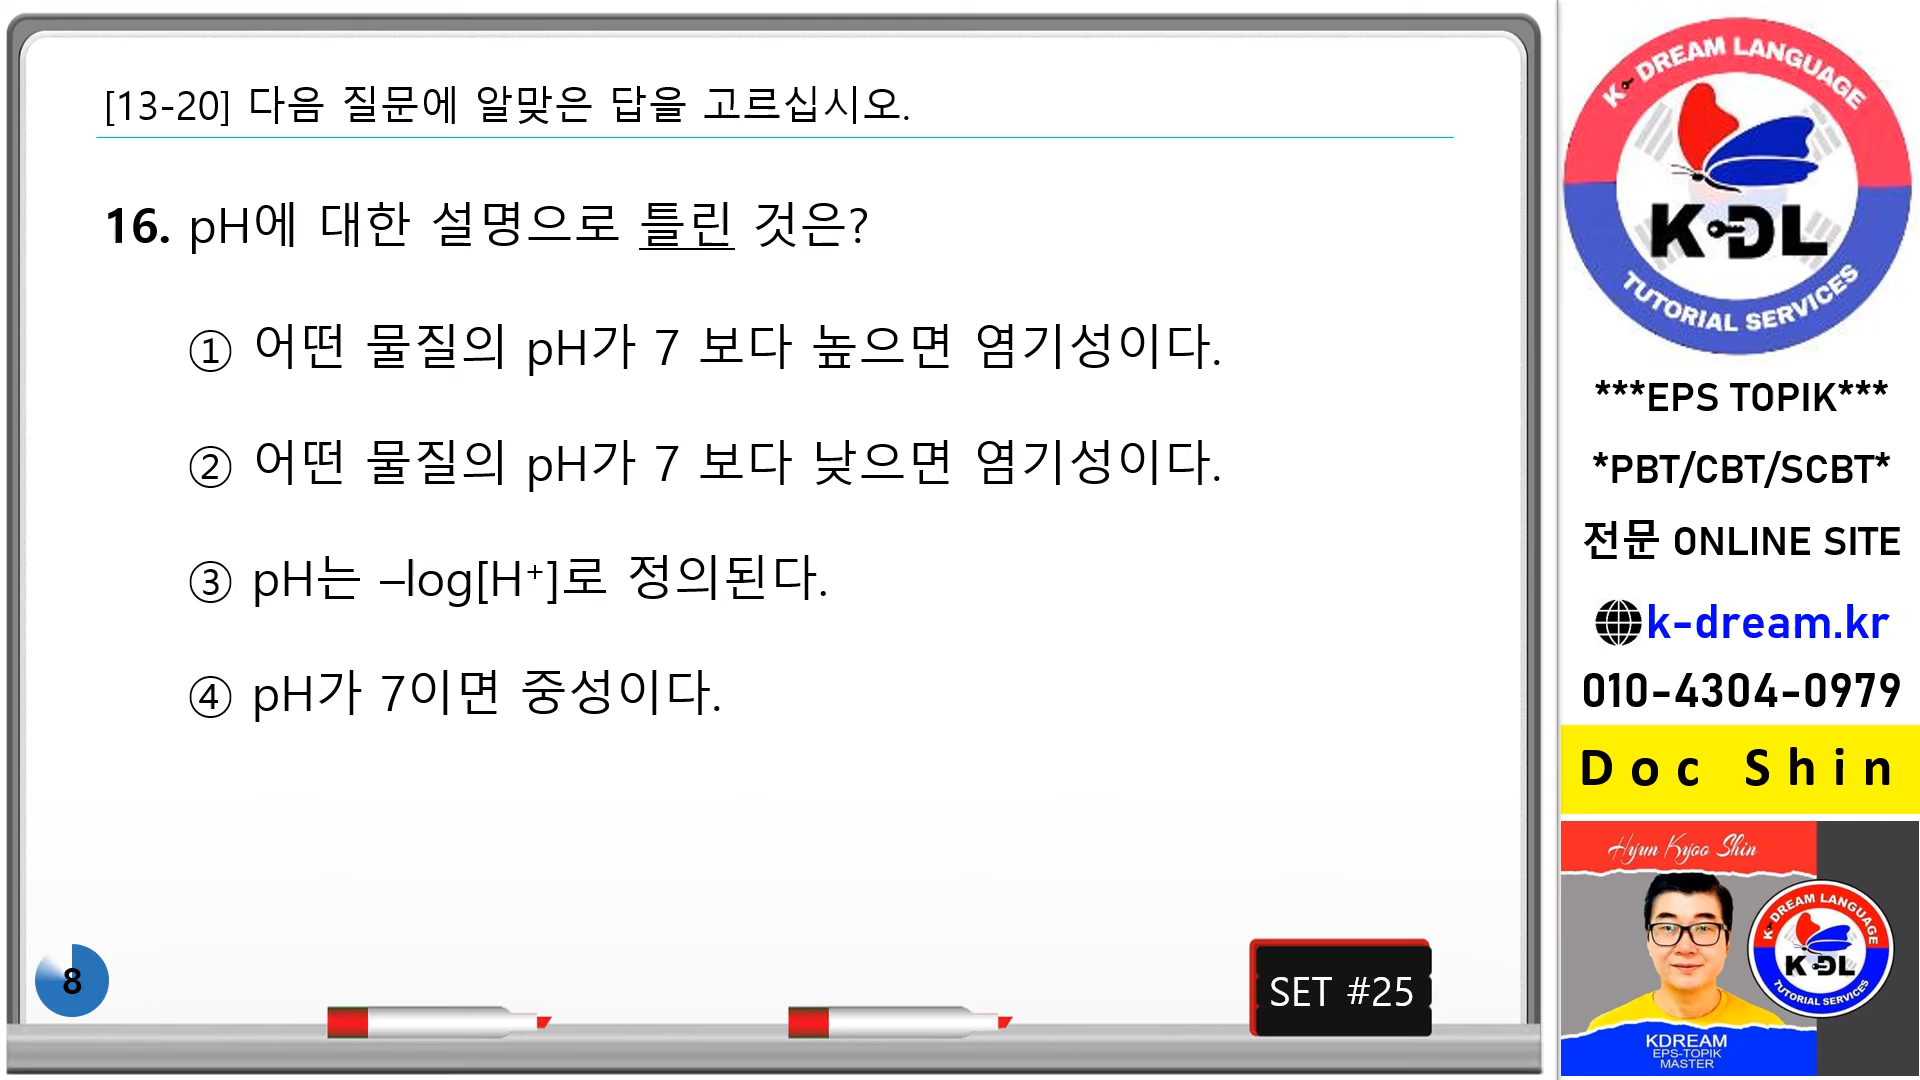 [13-20] 다음 질문에 알맞은 답을 고르십시오.
16. pH에 대한 설명으로 틀린 것은?
① 어떤 물질의 pH가 7 보다 높으면 염기성이다.
② 어떤 물질의 pH가 7 보다 낮으면 염기성이다.
③ pH는 –log[H⁺]로 정의된다.
④ pH가 7이면 중성이다.
8
SET #25
K DREAM LANGUAGE
K DL
TUTORIAL SERVICES
***EPS TOPIK***
*PBT/CBT/SCBT*
전문 ONLINE SITE
k-dream.kr
010-4304-0979
Doc Shin
Hyun Kyoo Shin
K DREAM LANGUAGE
K DL
TUTORIAL SERVICES
KDREAM
EPS-TOPIK
MASTER